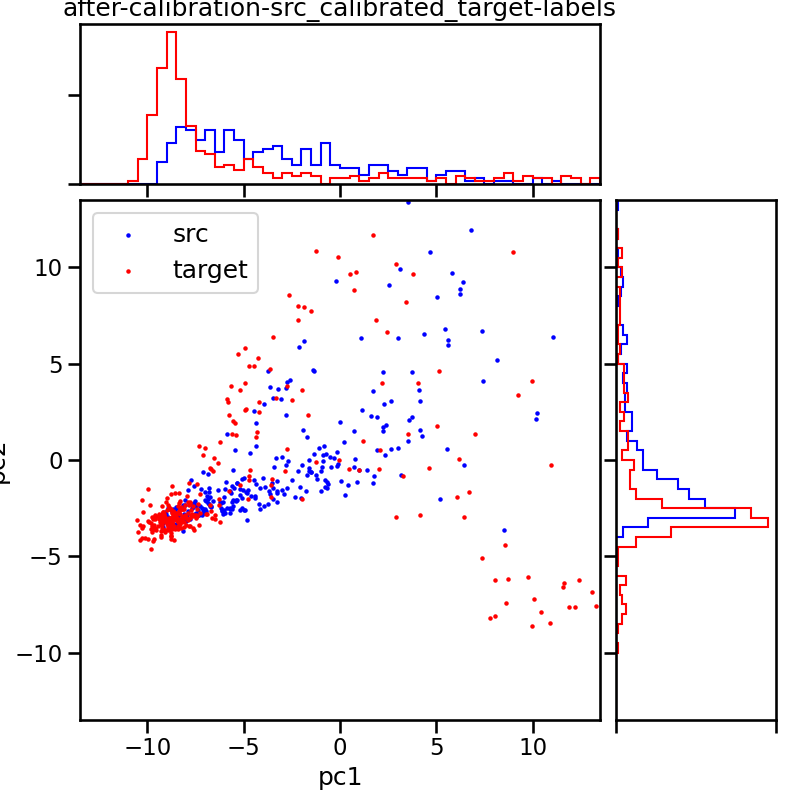 after-calibration-src_calibrated_target-labels
src
target
10
5
0
−5
−10
pc2
−10
−5
0
5
10
pc1